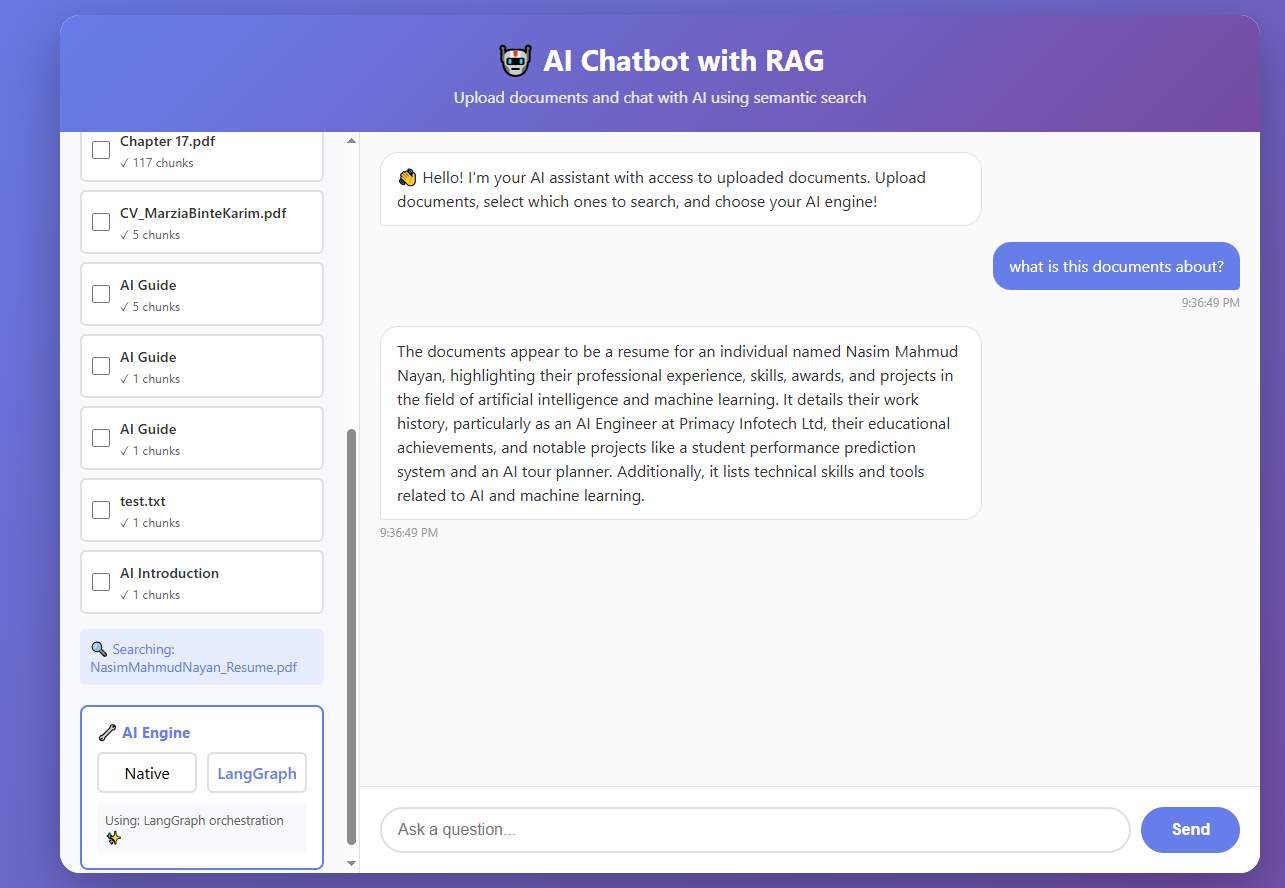 AI Chatbot with RAG
Upload documents and chat with AI using semantic search
Chapter 17.pdf
✓ 117 chunks
CV_MarziaBinteKarim.pdf
✓ 5 chunks
AI Guide
✓ 5 chunks
AI Guide
✓ 1 chunks
AI Guide
✓ 1 chunks
test.txt
✓ 1 chunks
AI Introduction
✓ 1 chunks
🔍 Searching:
NasimMahmudNayan_Resume.pdf
AI Engine
Native
LangGraph
Using: LangGraph orchestration
✨
👋 Hello! I'm your AI assistant with access to uploaded documents. Upload
documents, select which ones to search, and choose your AI engine!
what is this documents about?
9:36:49 PM
The documents appear to be a resume for an individual named Nasim Mahmud
Nayan, highlighting their professional experience, skills, awards, and projects in
the field of artificial intelligence and machine learning. It details their work
history, particularly as an AI Engineer at Primacy Infotech Ltd, their educational
achievements, and notable projects like a student performance prediction
system and an AI tour planner. Additionally, it lists technical skills and tools
related to AI and machine learning.
9:36:49 PM
Ask a question...
Send